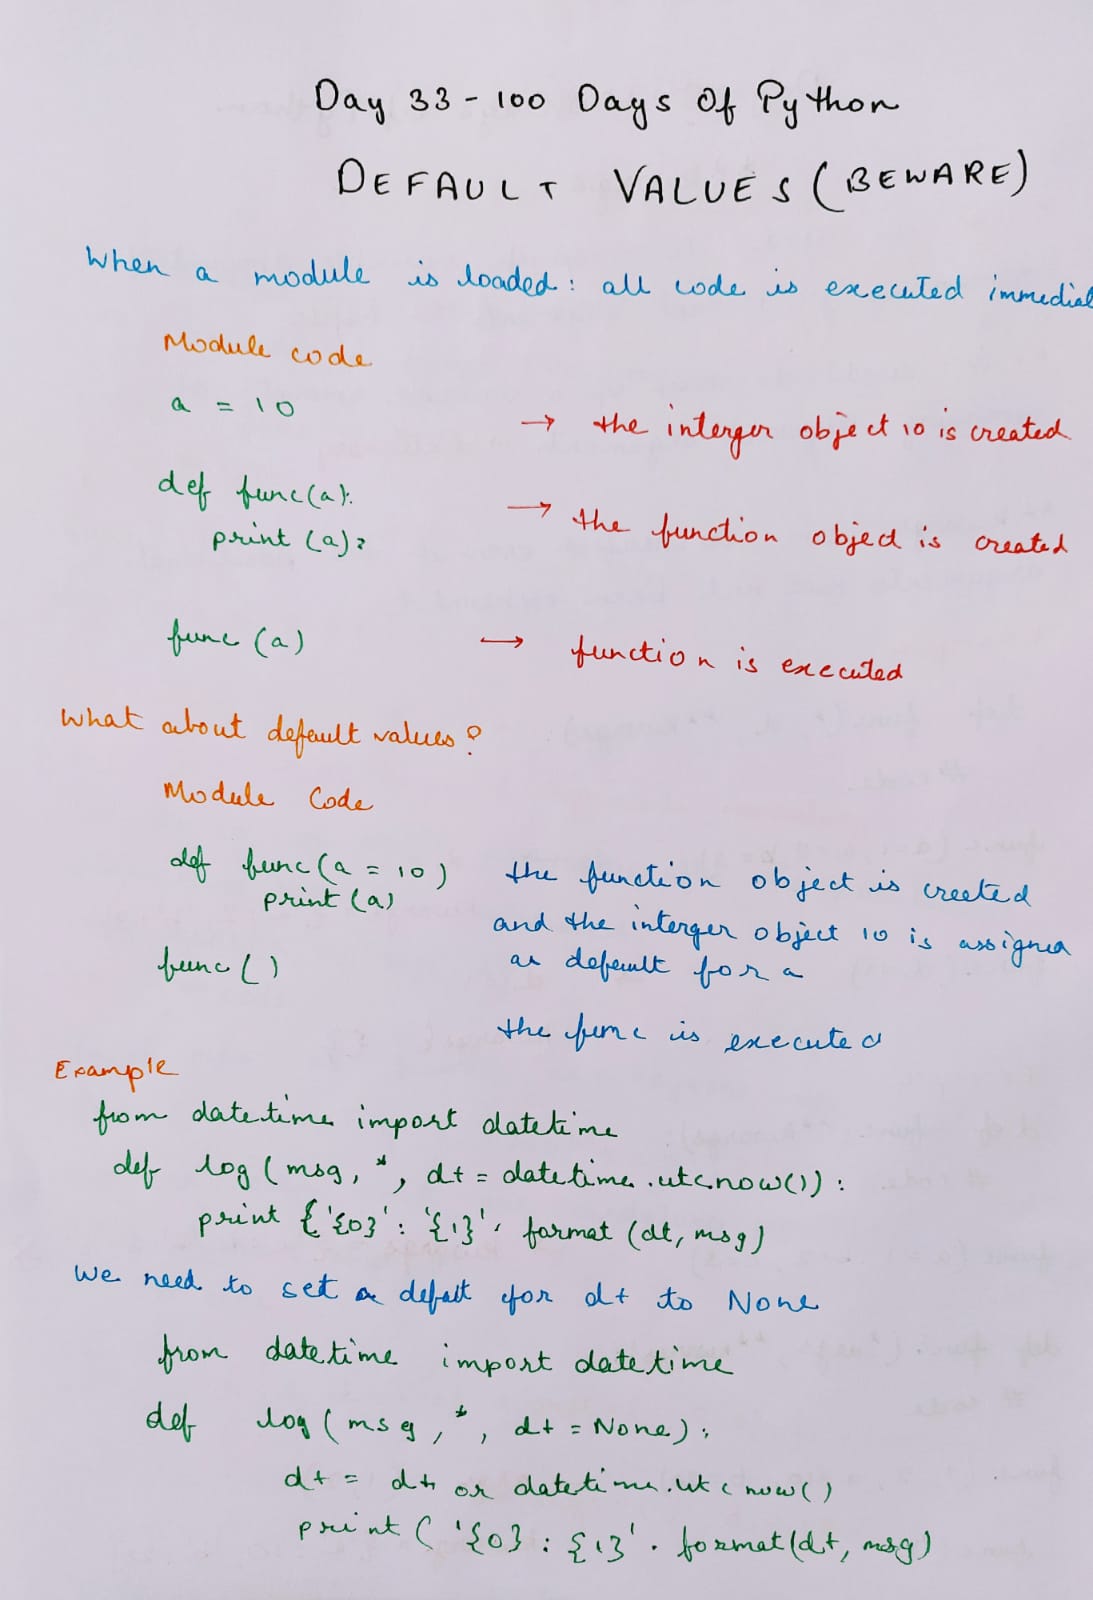 Day 33 - 100 Days Of Python
DEFAULT VALUES (BEWARE)
When a module is loaded: all code is executed immedial
Module code
a = 10 → the interger object 10 is created
def func(a): → the function object is created
print (a):
func (a) → function is executed
What about default values?
Module Code
def func(a = 10) the function object is created
print (a) and the interger object 10 is assigned
func() as default for a
the func is executed
Example
from datetime import datetime
def log ( msg, *, dt = datetime.utcnow()) :
print {'{0}' : '{1}'. format (dt, msg)
We need to set a defalt for dt to None
from datetime import datetime
def log ( msg, *, dt = None) :
dt = dt or datetime.utcnow()
print ( '{0} : {1}' . format(dt, msg)